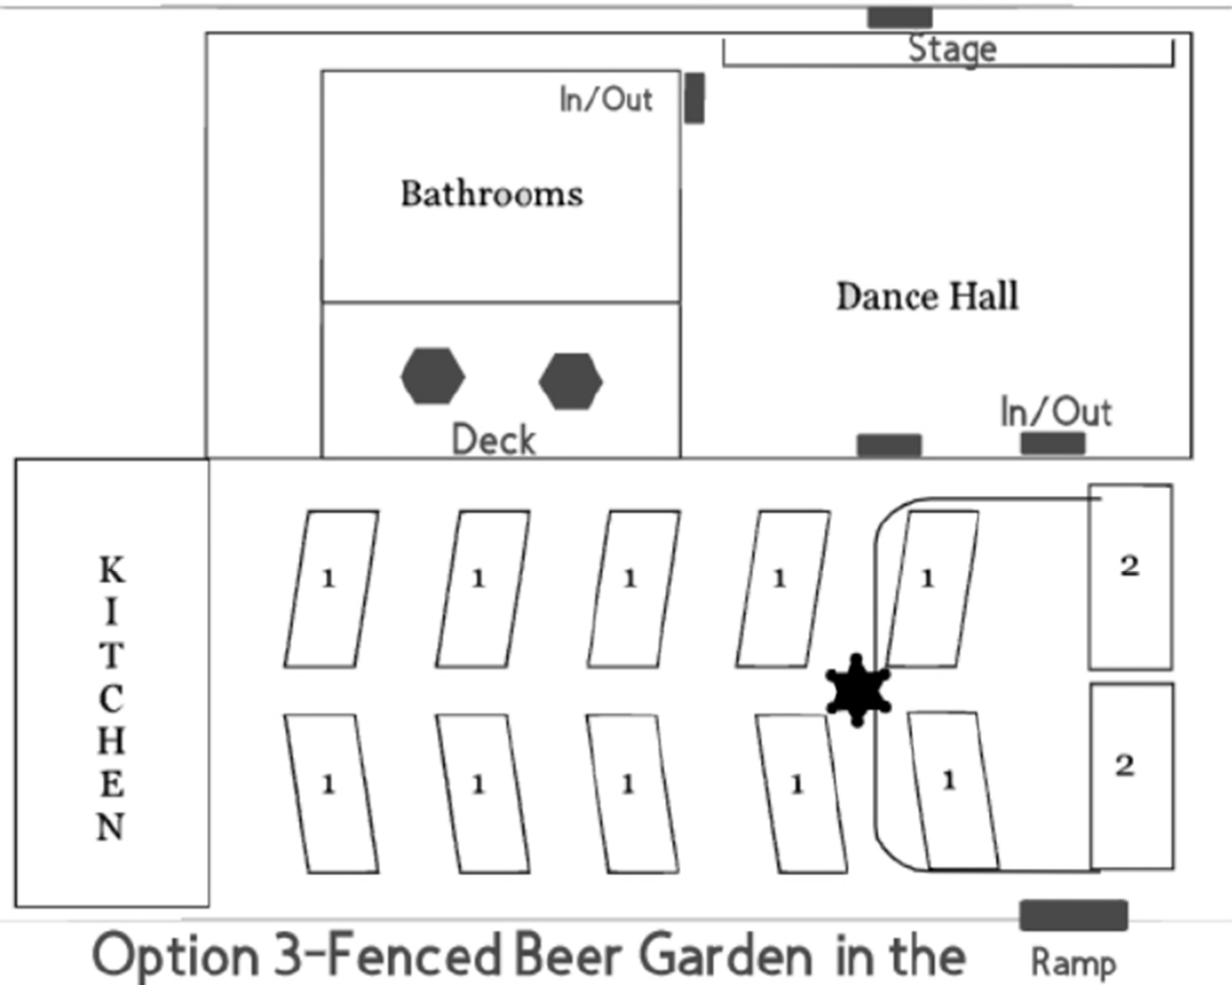 Stage
In/Out
Bathrooms
Dance Hall
In/Out
Deck
KITCHEN
1 1 1 1 1 2
1 1 1 1 1 2
Option 3-Fenced Beer Garden in the
Ramp